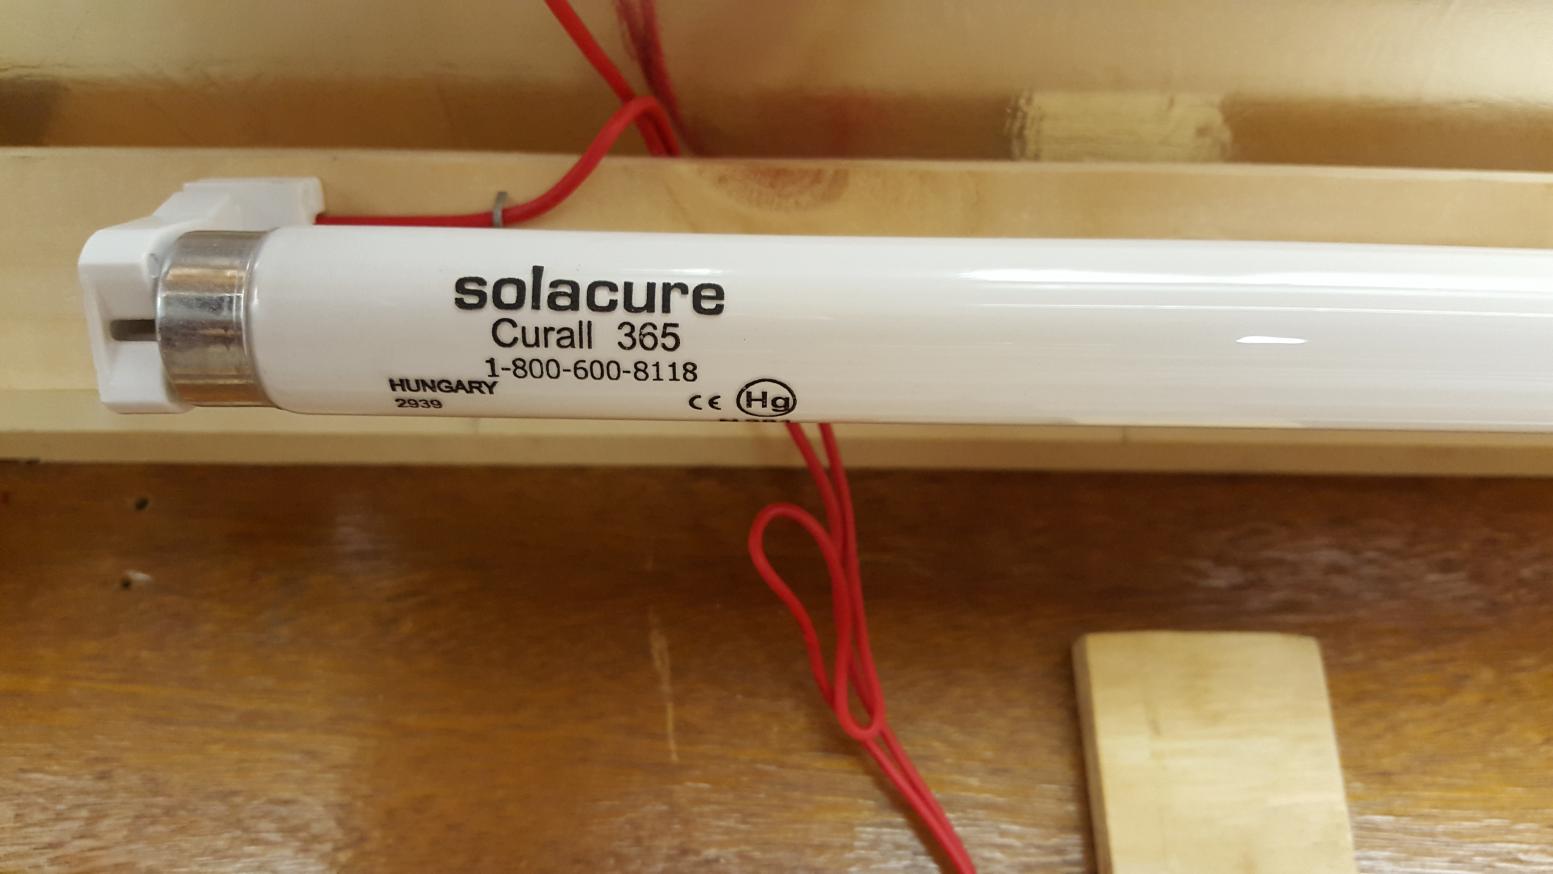 solacure
Curall 365
1-800-600-8118
HUNGARY
2939
CE Hg